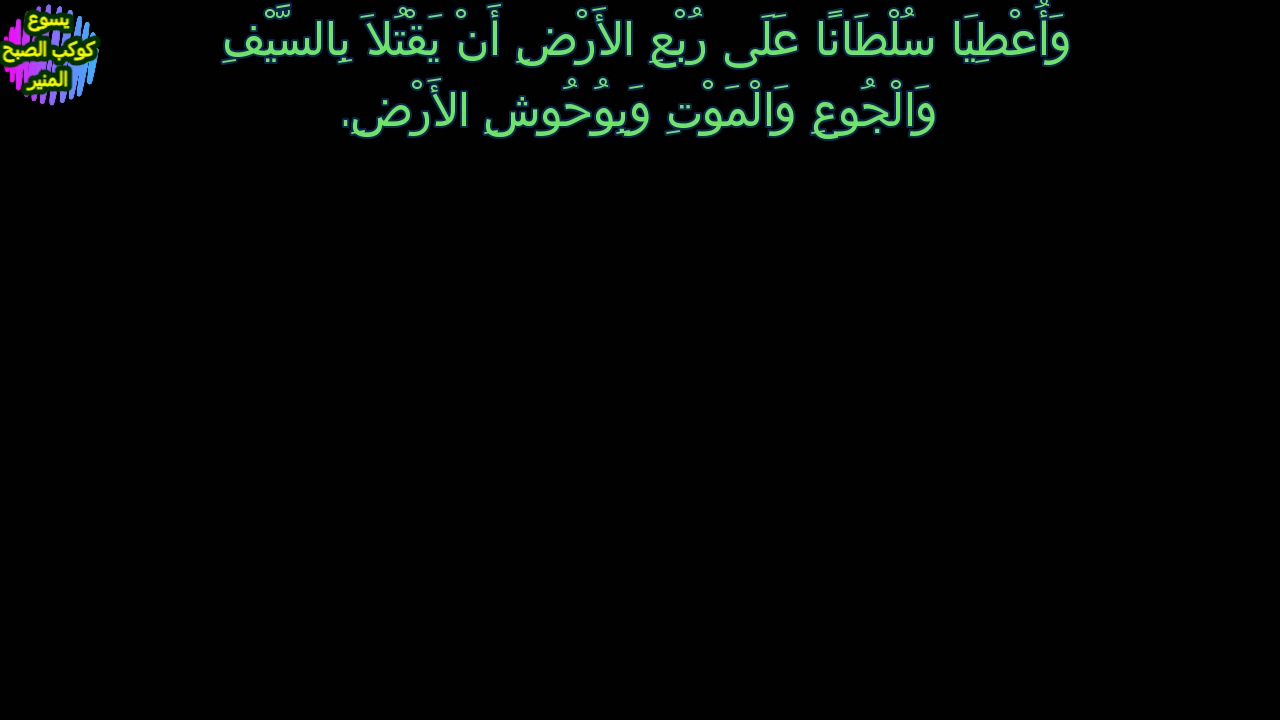 يسوع
كوكب الصبح
المنير
وَأُعْطِيَا سُلْطَانًا عَلَى رُبْعِ الأَرْضِ أَنْ يَقْتُلاَ بِالسَّيْفِ
وَالْجُوعِ وَالْمَوْتِ وَبِوُحُوشِ الأَرْضِ.